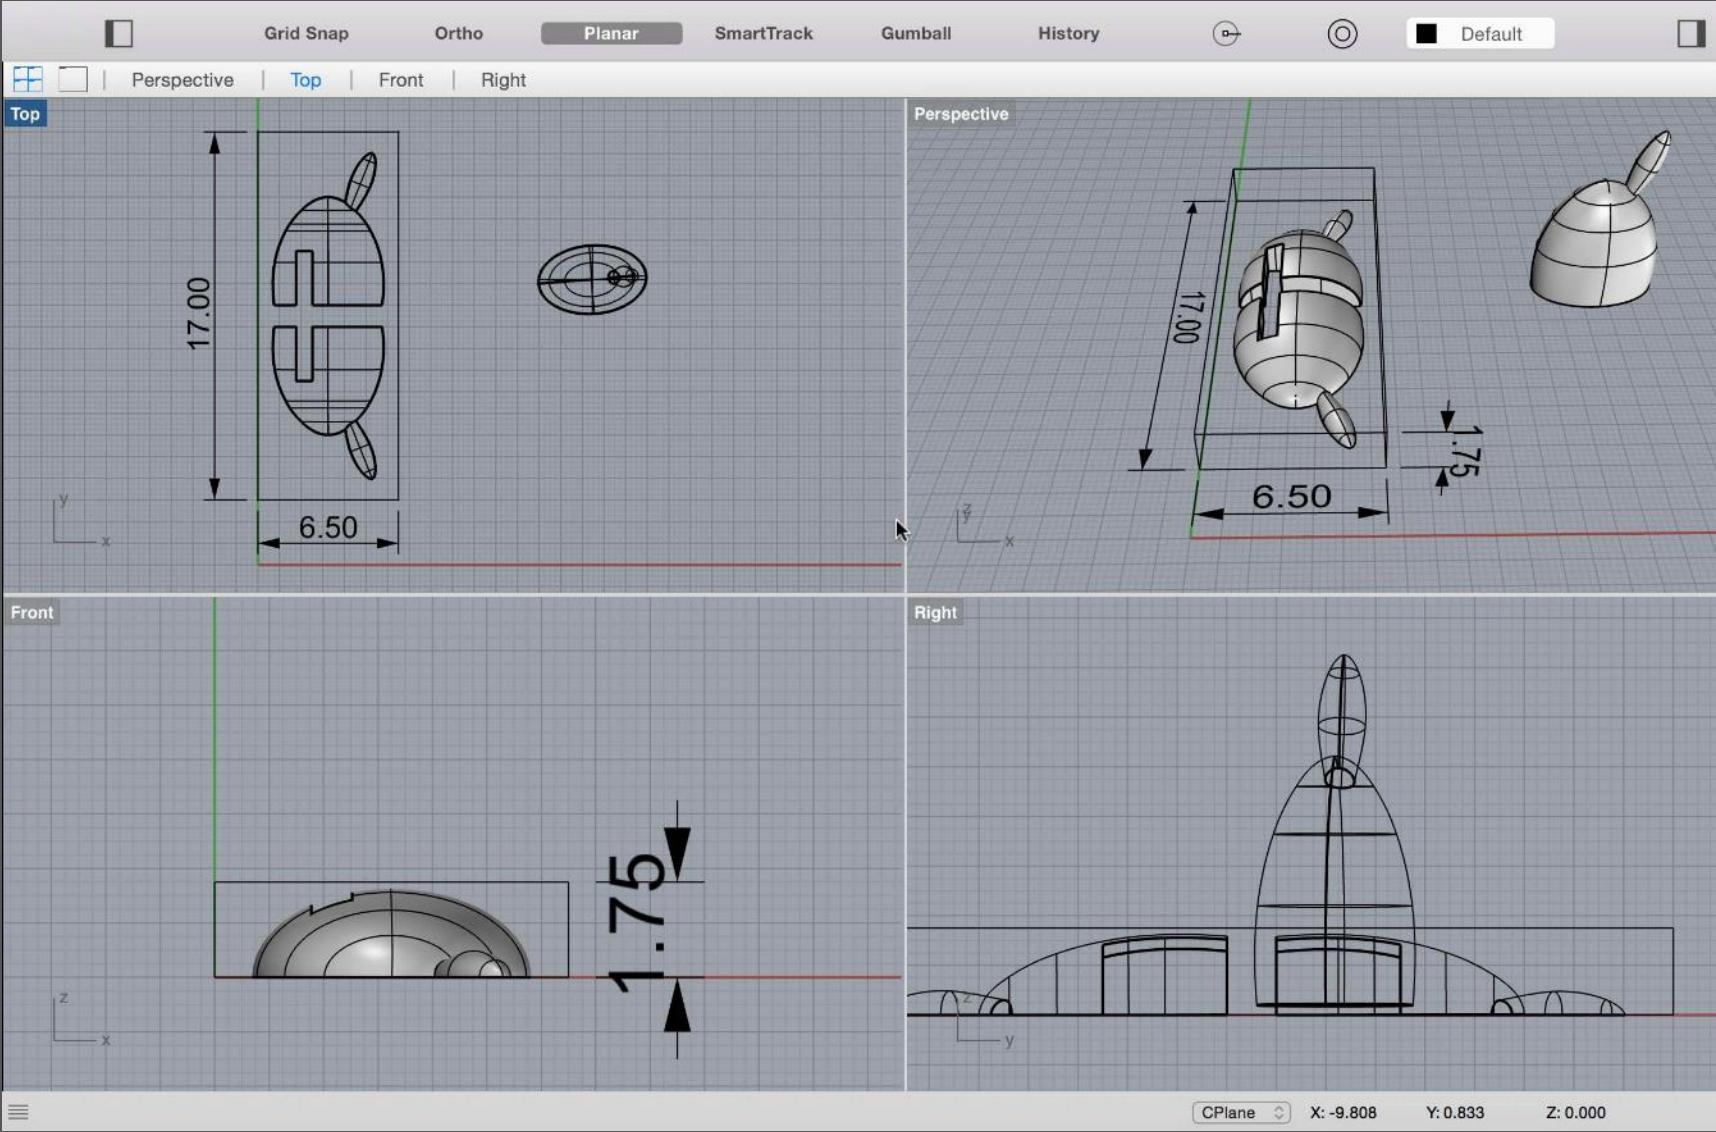 Grid Snap Ortho Planar SmartTrack Gumball History Default
Perspective Top Front Right
Top
17.00
6.50
y
x
Perspective
17.00
1.75
6.50
z
y
x
Front
1.75
z
x
Right
z
y
CPlane X: -9.808 Y: 0.833 Z: 0.000